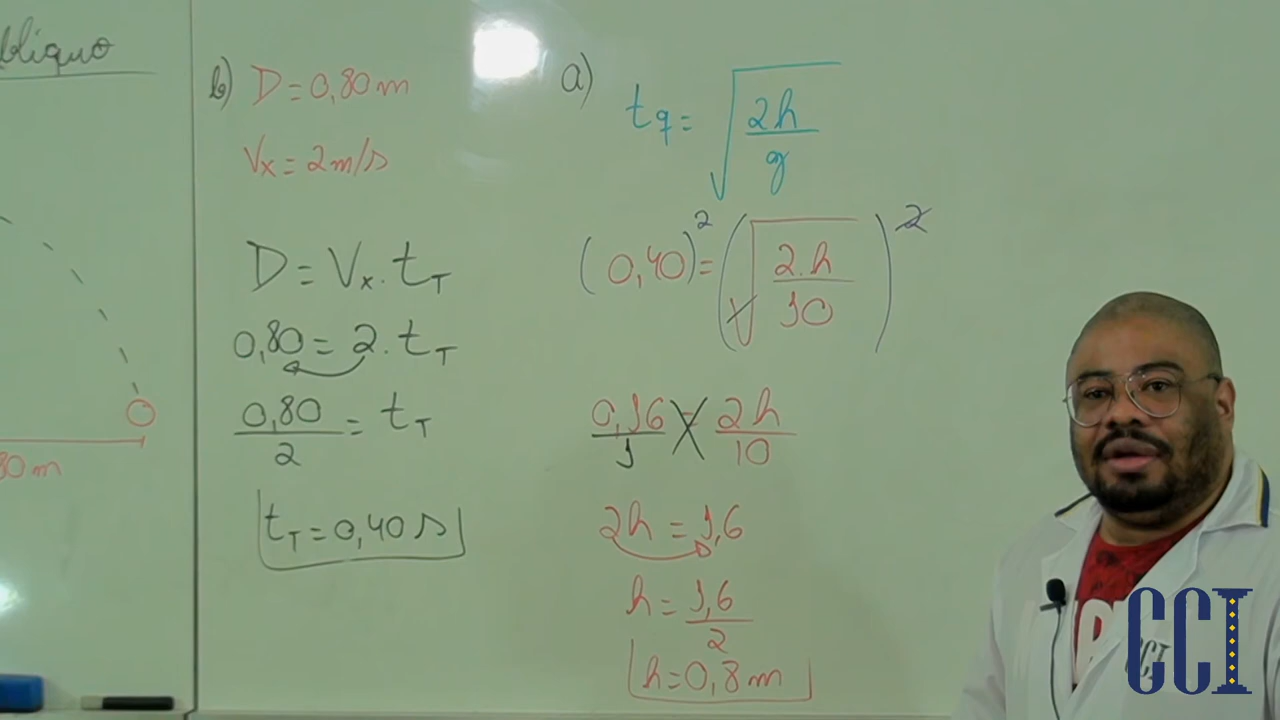 bliquo
80 m
b) D = 0,80 m
Vx = 2 m/s
D = Vx . tT
0,80 = 2 . tT
0,80/2 = tT
tT = 0,40 s
a) tq = √(2h/g)
(0,40)² = (√(2.h/10))²
0,16/1 = 2h/10
2h = 1,6
h = 1,6/2
h = 0,8 m
CCI
CCI